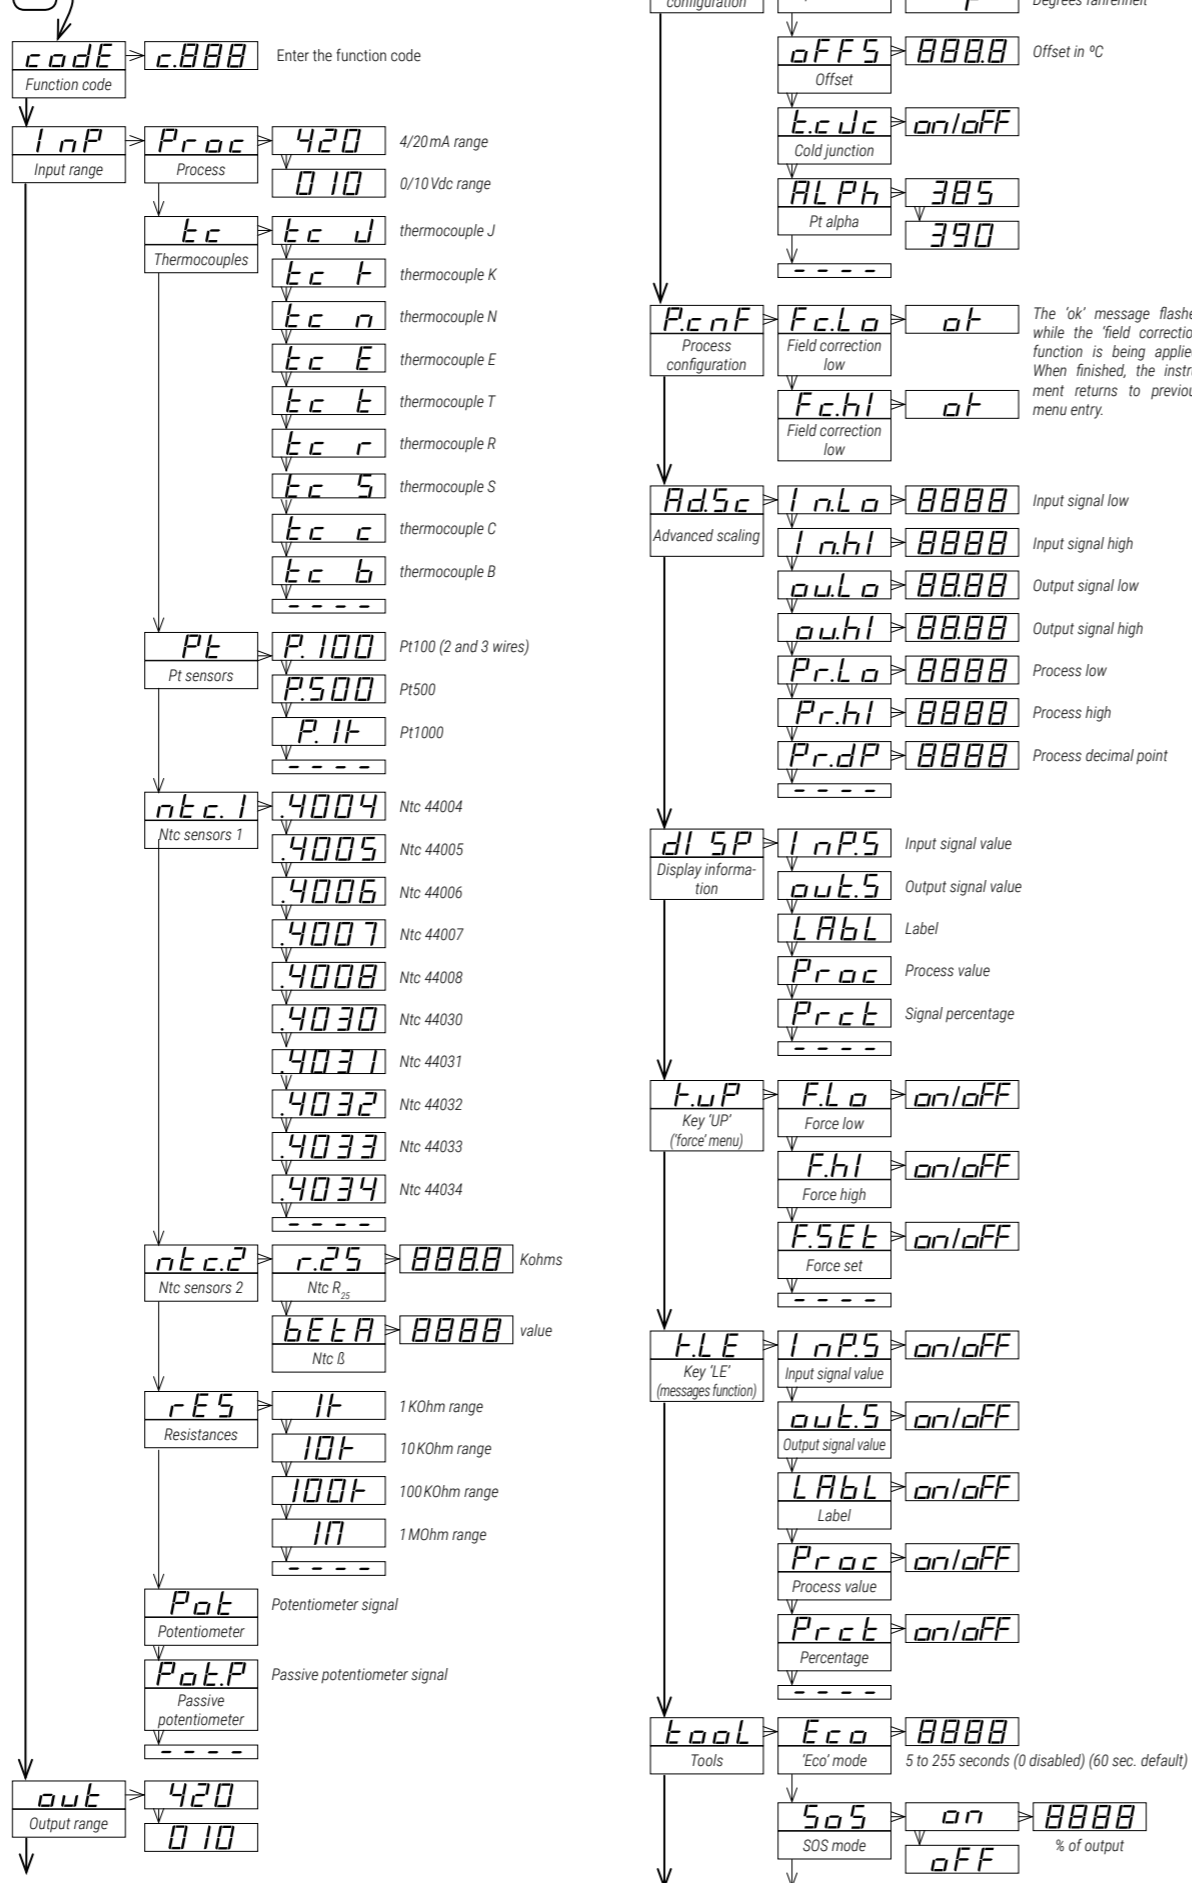 codE c.888 Enter the function code
Function code
InP Proc 420 4/20 mA range
Input range Process
010 0/10 Vdc range
tc tc J thermocouple J
Thermocouples
tc k thermocouple K
tc n thermocouple N
tc E thermocouple E
tc t thermocouple T
tc r thermocouple R
tc S thermocouple S
tc c thermocouple C
tc b thermocouple B
- - - -
Pt P.100 Pt100 (2 and 3 wires)
Pt sensors
P.500 Pt500
P.1k Pt1000
- - - -
ntc.1 .4004 Ntc 44004
Ntc sensors 1
.4005 Ntc 44005
.4006 Ntc 44006
.4007 Ntc 44007
.4008 Ntc 44008
.4030 Ntc 44030
.4031 Ntc 44031
.4032 Ntc 44032
.4033 Ntc 44033
.4034 Ntc 44034
- - - -
ntc.2 r.25 888.8 Kohms
Ntc sensors 2 Ntc R25
bEtA 8888 value
Ntc ß
rES 1k 1 KOhm range
Resistances
10k 10 KOhm range
100k 100 KOhm range
1M 1 MOhm range
- - - -
Pot Potentiometer signal
Potentiometer
Pot.P Passive potentiometer signal
Passive
potentiometer
- - - -
out 420
Output range
010
configuration Degrees fahrenheit
oFFS 888.8 Offset in ºC
Offset
t.cJc on/oFF
Cold junction
ALPh 385
Pt alpha
390
- - - -
P.cnF Fc.Lo ok
Process
configuration
Field correction
low
The 'ok' message
while the 'field
function is being
When finished, the
ment returns to
menu entry.
Fc.hI ok
Field correction
low
Ad.Sc In.Lo 8888 Input signal low
Advanced scaling
In.hI 8888 Input signal high
ou.Lo 88.88 Output signal low
ou.hI 88.88 Output signal high
Pr.Lo 8888 Process low
Pr.hI 8888 Process high
Pr.dP 8888 Process decimal point
- - - -
dISP InP.S Input signal value
Display informa-
tion
out.S Output signal value
LAbL Label
Proc Process value
Prct Signal percentage
- - - -
k.uP F.Lo on/oFF
Key 'UP'
('force' menu)
Force low
F.hI on/oFF
Force high
F.SEt on/oFF
Force set
- - - -
k.LE InP.S on/oFF
Key 'LE'
(messages function)
Input signal value
out.S on/oFF
Output signal value
LAbL on/oFF
Label
Proc on/oFF
Process value
Prct on/oFF
Percentage
- - - -
tooL Eco 8888
Tools 'Eco' mode 5 to 255 seconds (0 disabled) (60 sec. default)
SoS on 8888
SOS mode % of output
oFF